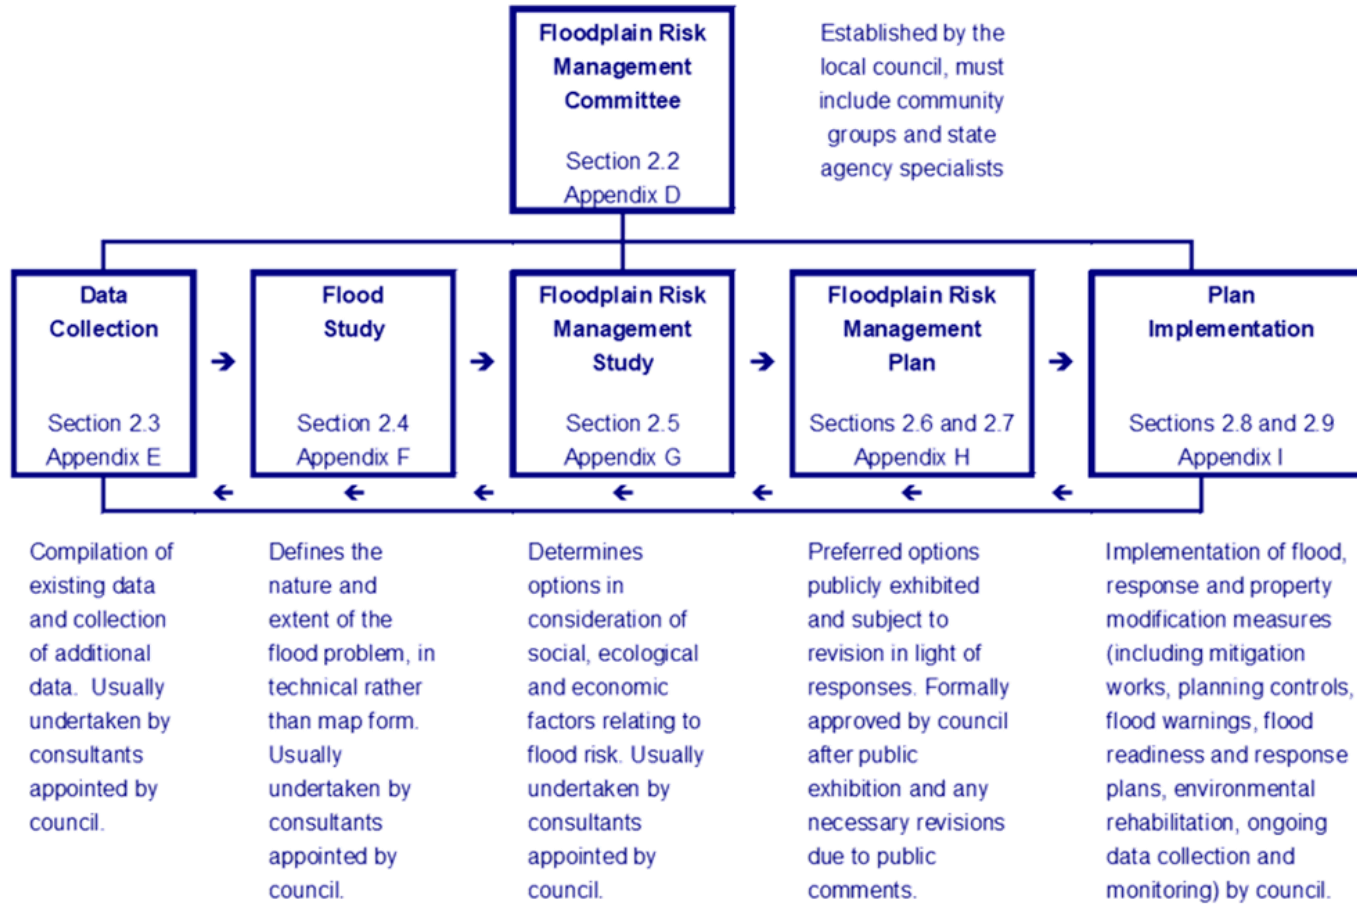 Floodplain Risk
Management
Committee
Section 2.2
Appendix D
Established by the
local council, must
include community
groups and state
agency specialists
Data
Collection
Section 2.3
Appendix E
Flood
Study
Section 2.4
Appendix F
Floodplain Risk
Management
Study
Section 2.5
Appendix G
Floodplain Risk
Management
Plan
Sections 2.6 and 2.7
Appendix H
Plan
Implementation
Sections 2.8 and 2.9
Appendix I
Compilation of
existing data
and collection
of additional
data. Usually
undertaken by
consultants
appointed by
council.
Defines the
nature and
extent of the
flood problem, in
technical rather
than map form.
Usually
undertaken by
consultants
appointed by
council.
Determines
options in
consideration of
social, ecological
and economic
factors relating to
flood risk. Usually
undertaken by
consultants
appointed by
council.
Preferred options
publicly exhibited
and subject to
revision in light of
responses. Formally
approved by council
after public
exhibition and any
necessary revisions
due to public
comments.
Implementation of flood,
response and property
modification measures
(including mitigation
works, planning controls,
flood warnings, flood
readiness and response
plans, environmental
rehabilitation, ongoing
data collection and
monitoring) by council.